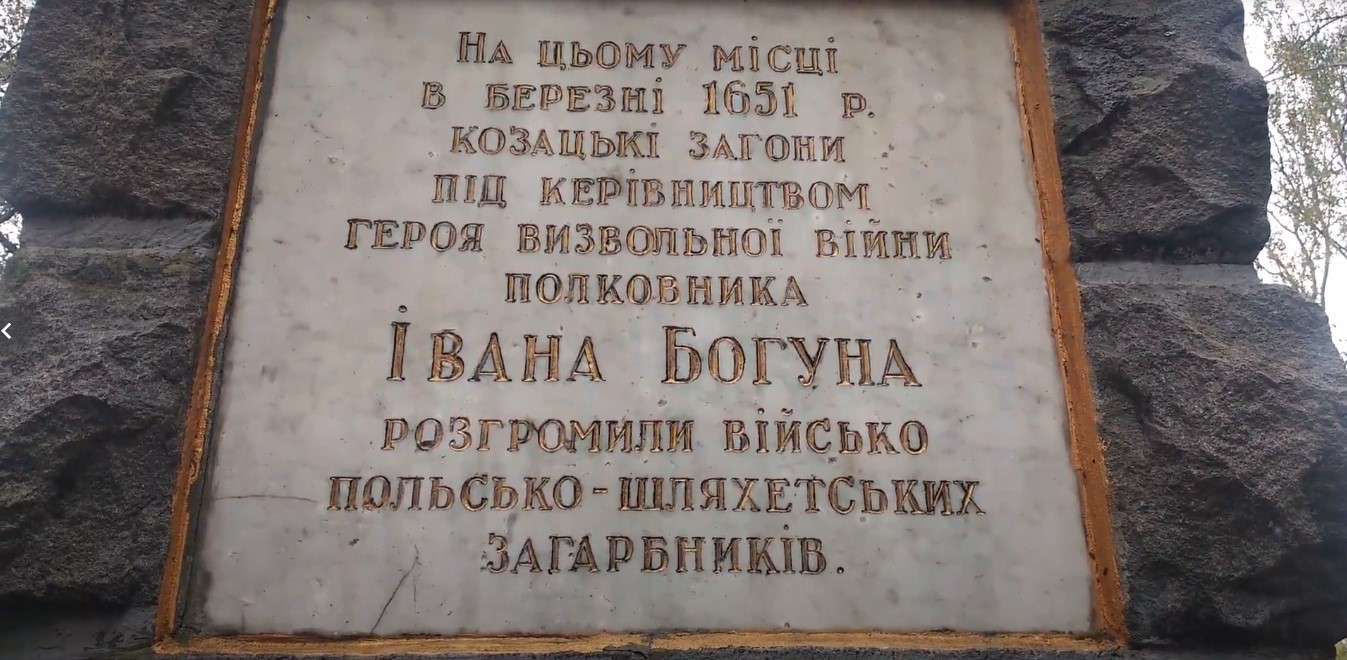 На цьому місці
в березні 1651 р.
козацькі загони
під керівництвом
героя визвольної війни
полковника
Івана Богуна
розгромили військо
польсько-шляхетських
загарбників.